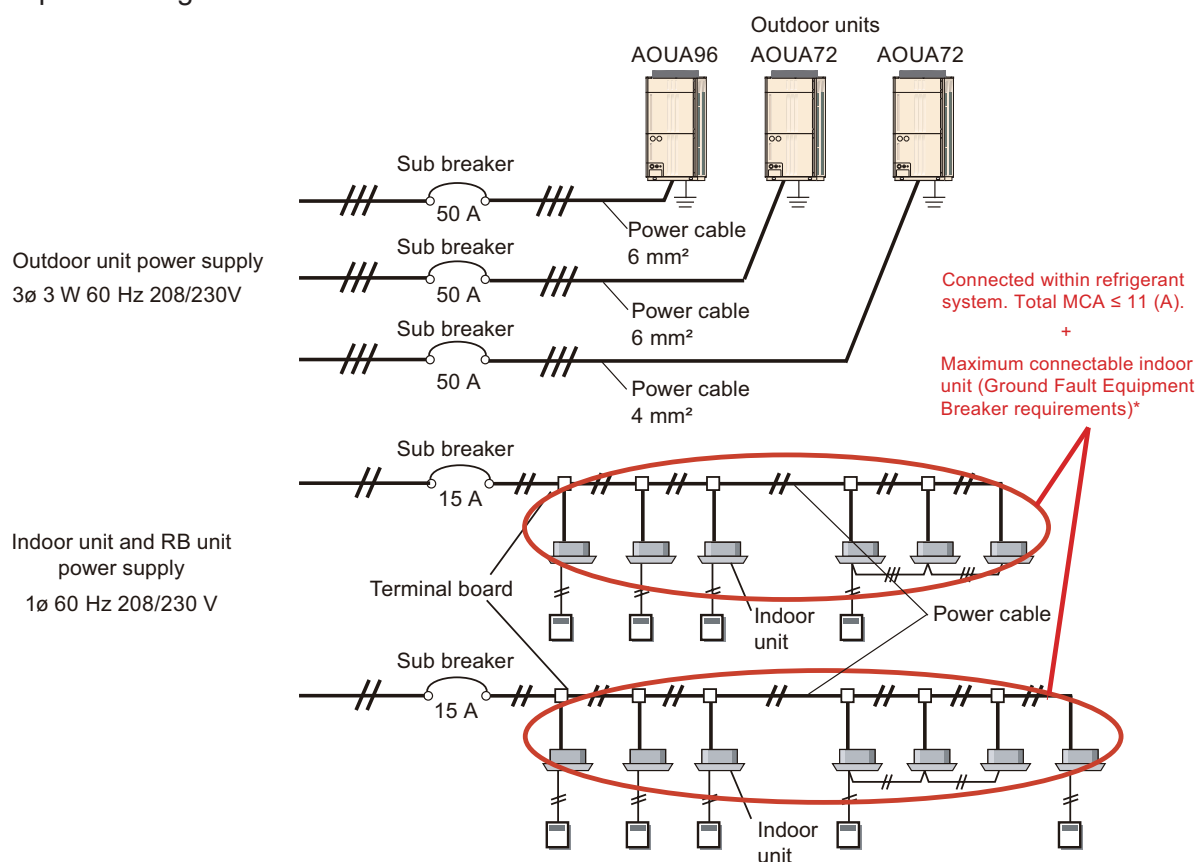 Outdoor units
AOUA96
AOUA72
AOUA72
Sub breaker
50 A
Power cable
6 mm²
Outdoor unit power supply
3ø 3 W 60 Hz 208/230V
Sub breaker
50 A
Power cable
6 mm²
Sub breaker
50 A
Power cable
4 mm²
Connected within refrigerant
system. Total MCA ≤ 11 (A).
+
Maximum connectable indoor
unit (Ground Fault Equipment
Breaker requirements)*
Sub breaker
15 A
Indoor unit and RB unit
power supply
1ø 60 Hz 208/230 V
Terminal board
Indoor
unit
Power cable
Sub breaker
15 A
Indoor
unit